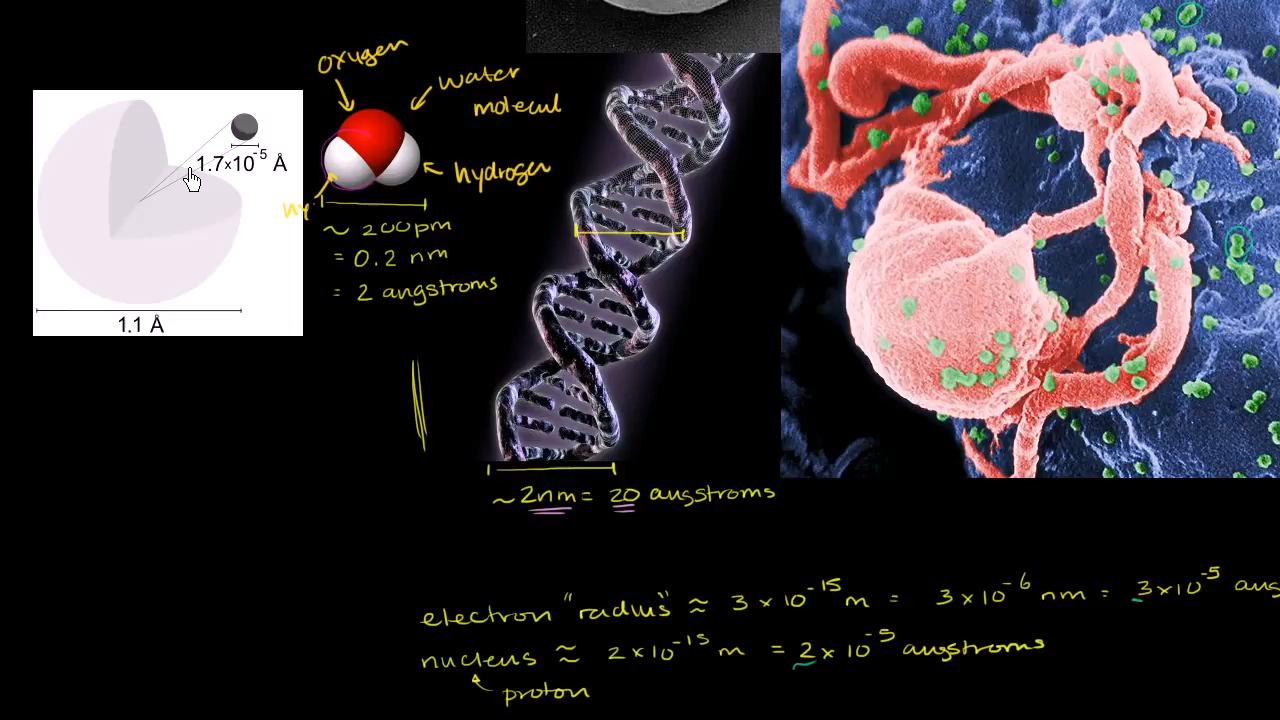 1.7×10⁻⁵ Å
1.1 Å
oxygen
water
molecul
hydrogen
hy
~ 200pm
= 0.2 nm
= 2 angstroms
~ 2nm = 20 angstroms
electron "radius" ≈ 3 × 10⁻¹⁵ m = 3×10⁻⁶ nm = 3×10⁻⁵ ang
nucleus ≈ 2×10⁻¹⁵ m = 2×10⁻⁵ angstroms
proton